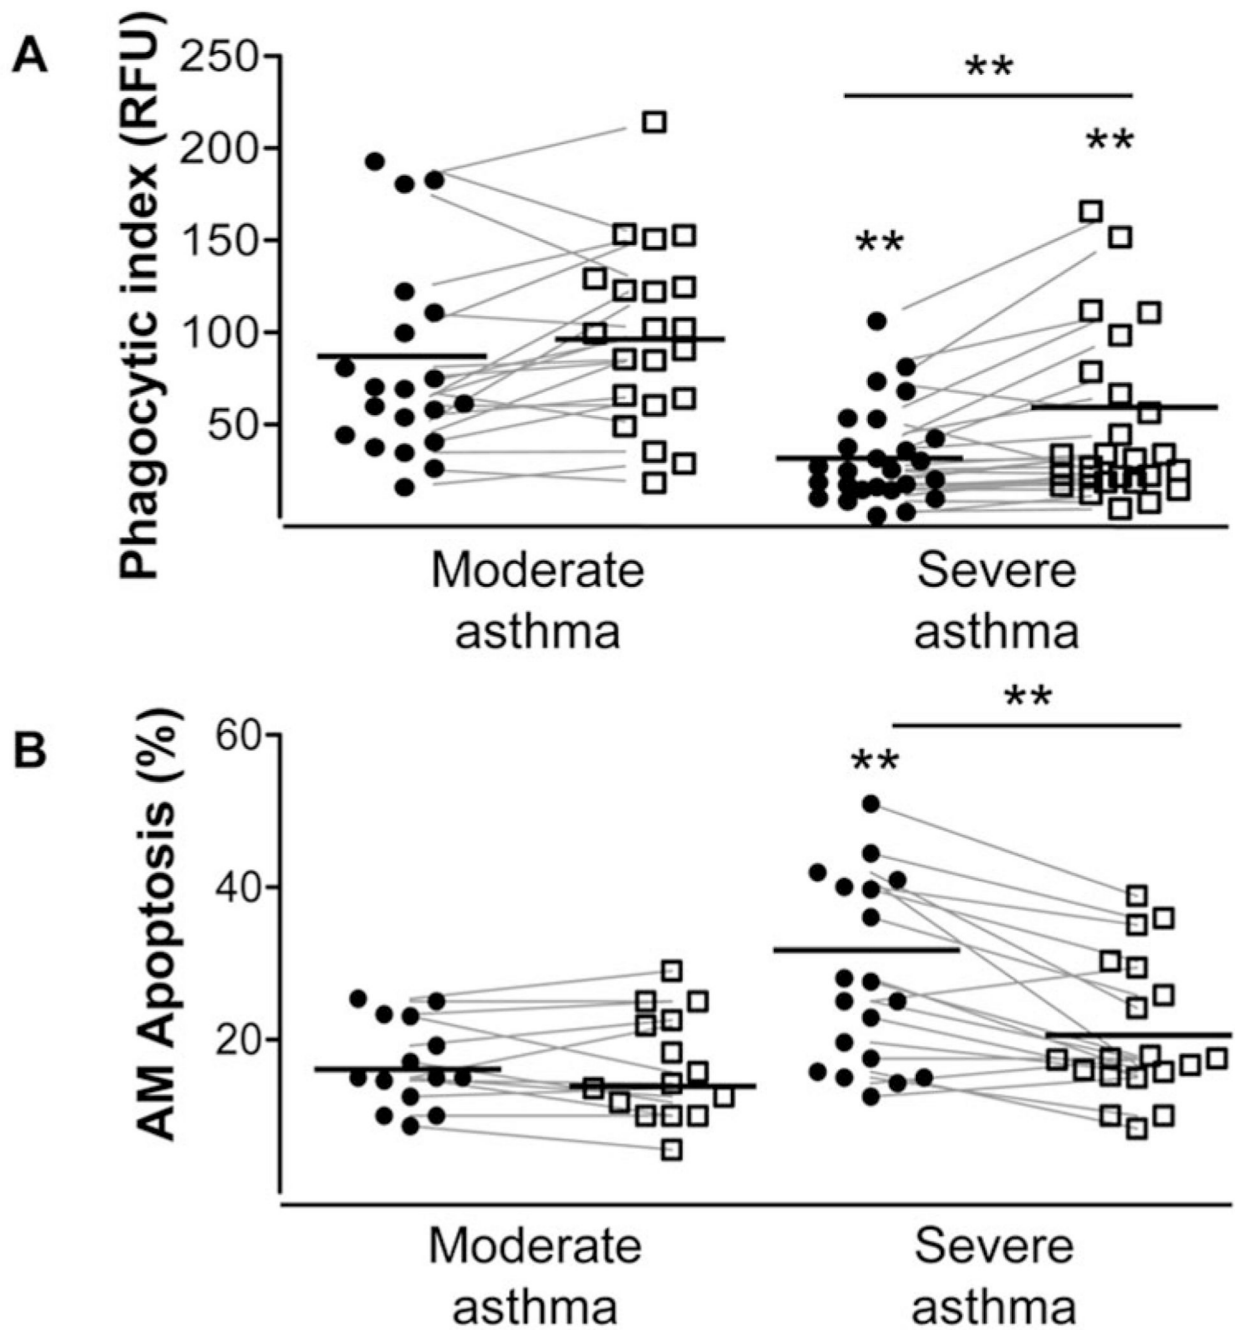 A
Phagocytic index (RFU)
250
200
150
100
50
**
**
**
Moderate
asthma
Severe
asthma
B
AM Apoptosis (%)
60
40
20
**
**
Moderate
asthma
Severe
asthma